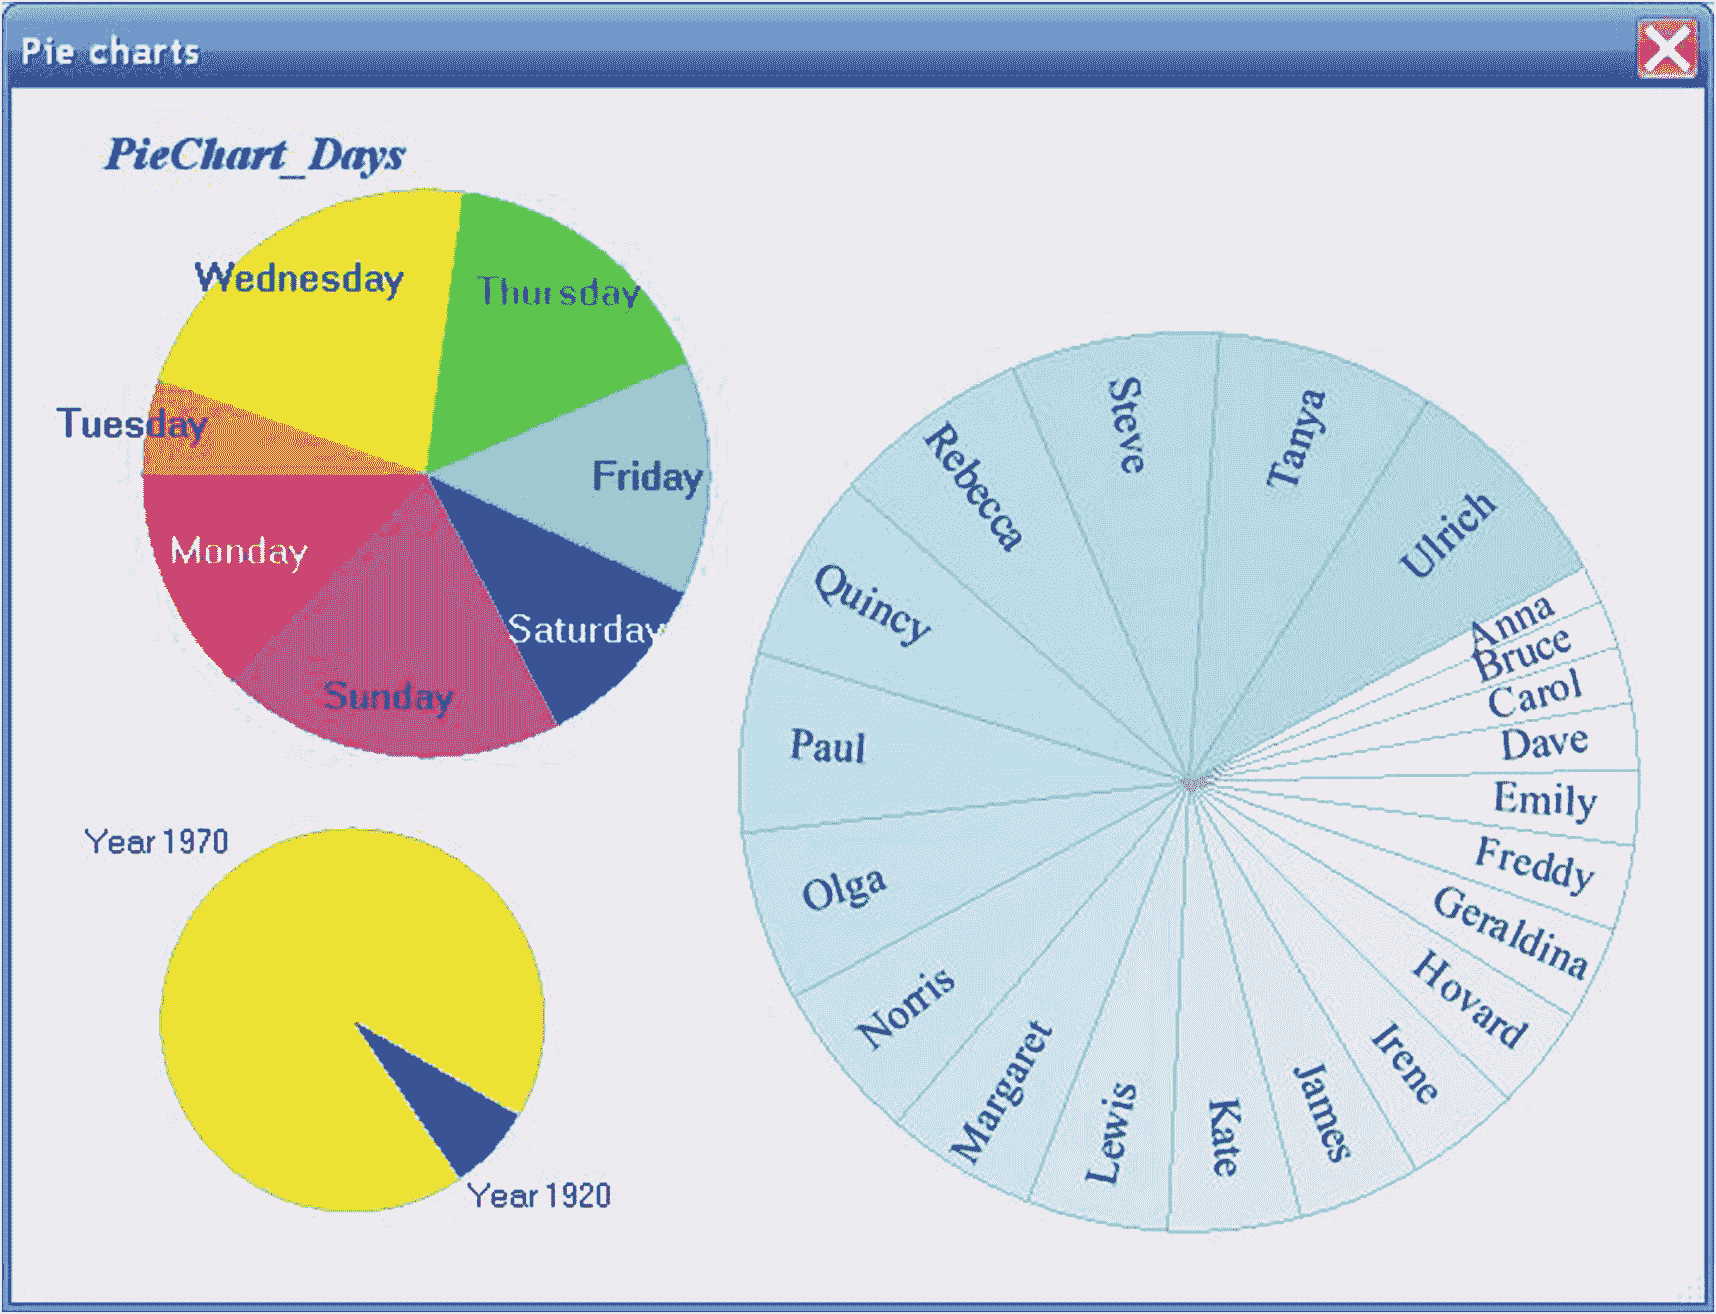 Pie charts
PieChart_Days
Wednesday
Thursday
Tuesday
Friday
Monday
Saturday
Sunday
Year 1970
Year 1920
Steve
Tanya
Rebecca
Ulrich
Quincy
Anna
Bruce
Carol
Paul
Dave
Emily
Freddy
Olga
Geraldina
Norris
Hovard
Margaret
Irene
Lewis
Kate
James